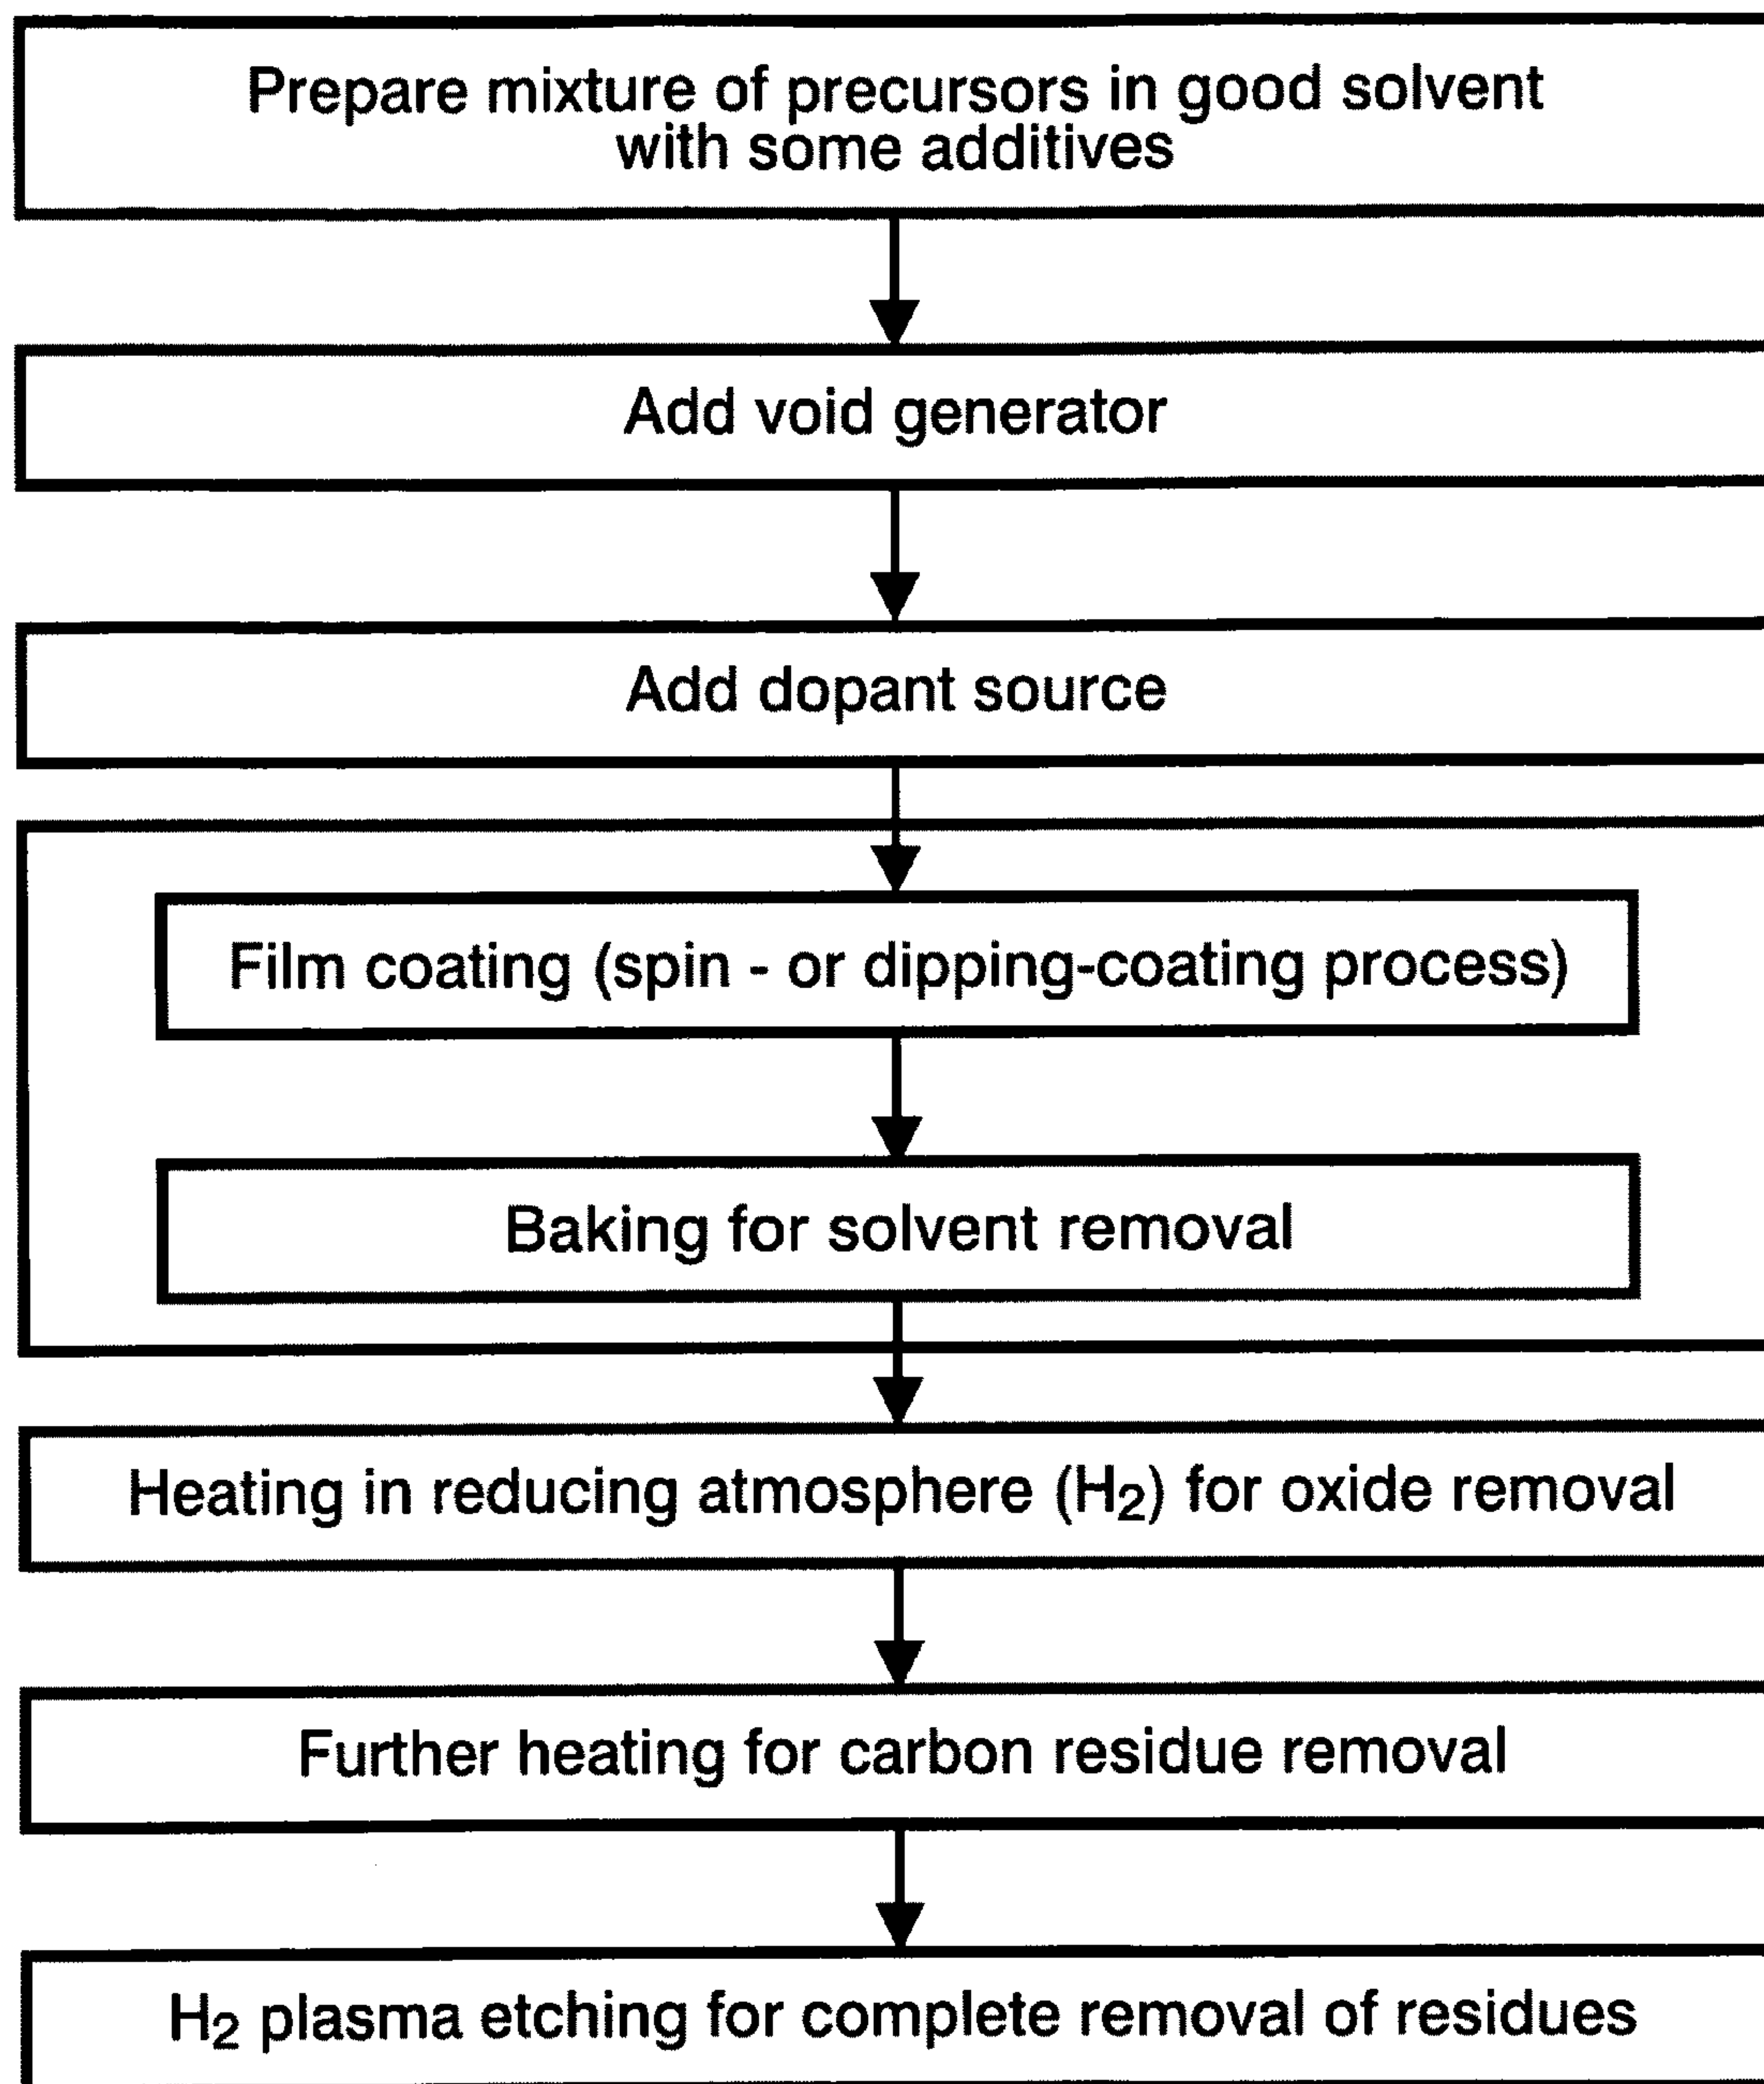 Prepare mixture of precursors in good solvent
with some additives
Add void generator
Add dopant source
Film coating (spin - or dipping-coating process)
Baking for solvent removal
Heating in reducing atmosphere (H₂) for oxide removal
Further heating for carbon residue removal
H₂ plasma etching for complete removal of residues